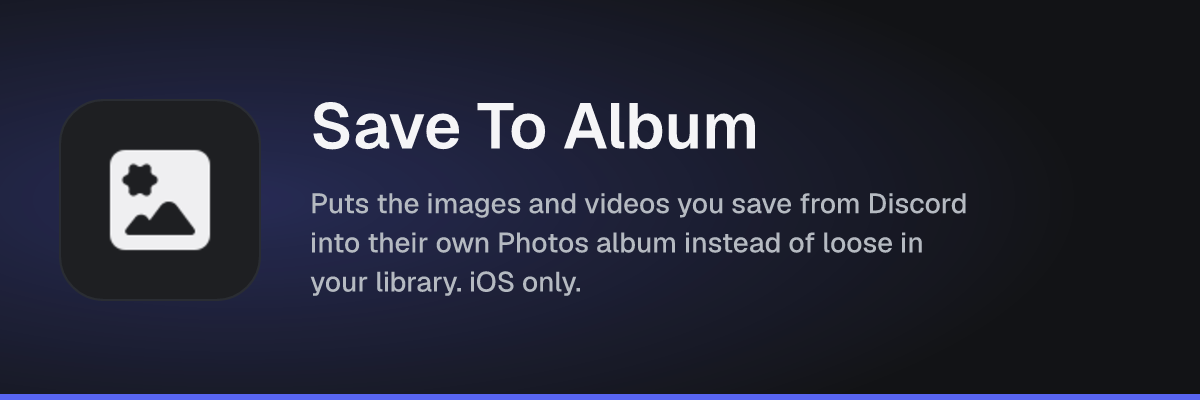 Save To Album
Puts the images and videos you save from Discord
into their own Photos album instead of loose in
your library. iOS only.